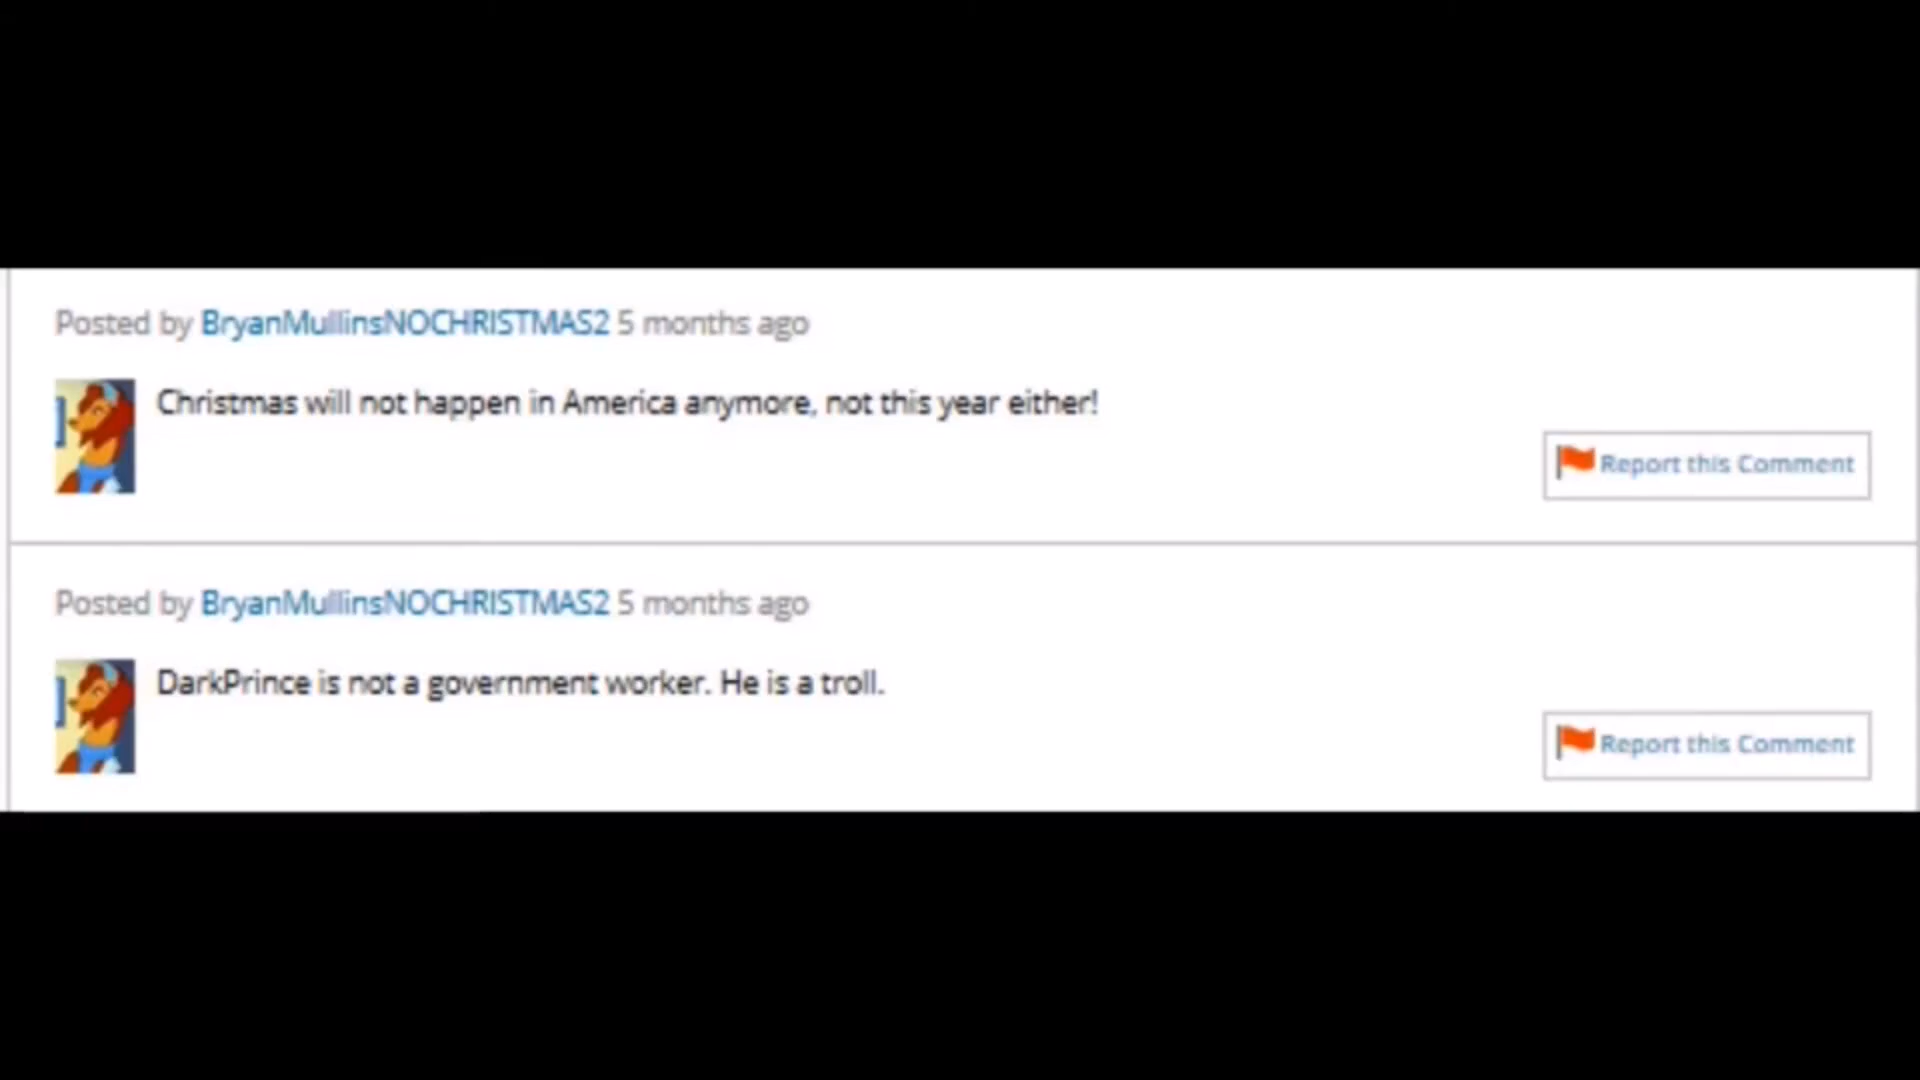 Posted by BryanMullinsNOCHRISTMAS2 5 months ago
Christmas will not happen in America anymore, not this year either!
Report this Comment
Posted by BryanMullinsNOCHRISTMAS2 5 months ago
DarkPrince is not a government worker. He is a troll.
Report this Comment